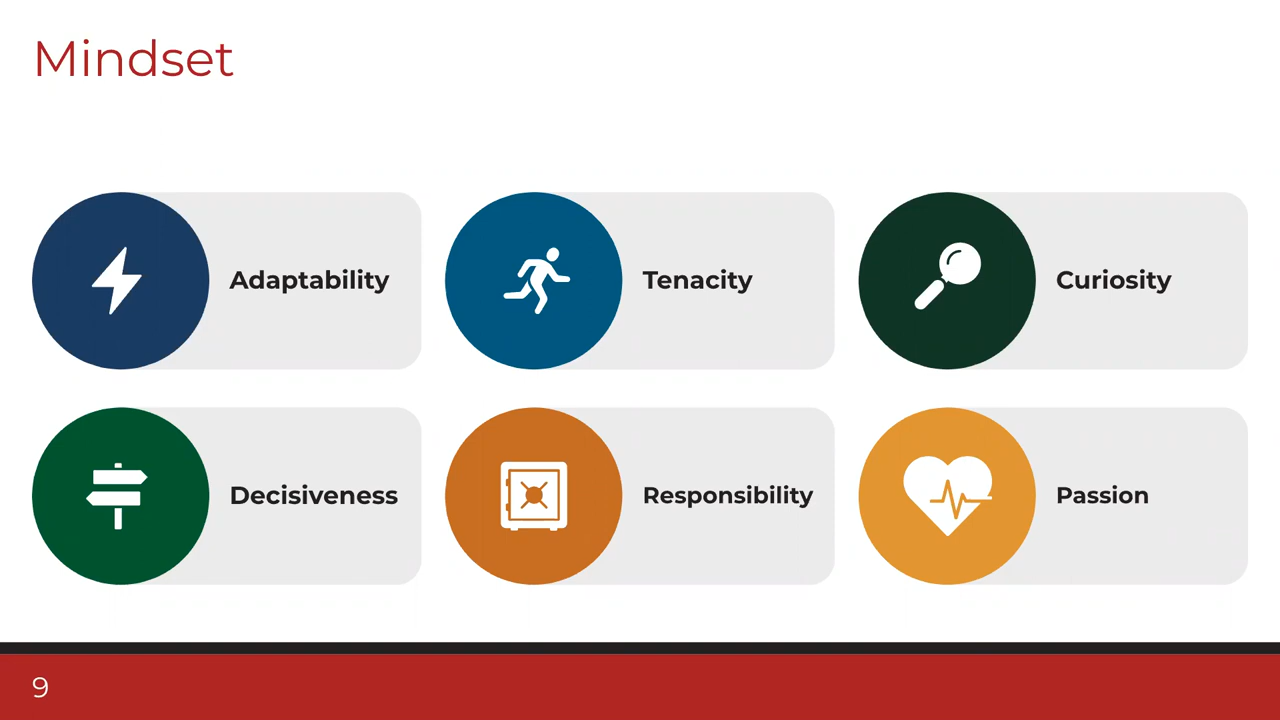 Mindset
Adaptability
Tenacity
Curiosity
Decisiveness
Responsibility
Passion
9